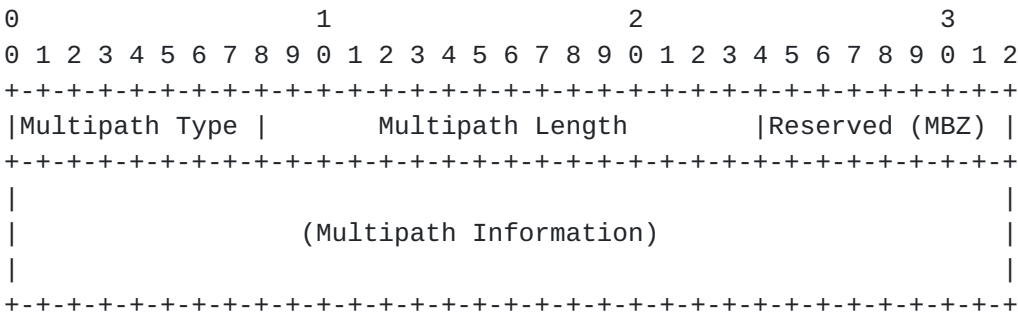 0                   1                   2                   3
0 1 2 3 4 5 6 7 8 9 0 1 2 3 4 5 6 7 8 9 0 1 2 3 4 5 6 7 8 9 0 1 2
+-+-+-+-+-+-+-+-+-+-+-+-+-+-+-+-+-+-+-+-+-+-+-+-+-+-+-+-+-+-+-+-+
|Multipath Type |       Multipath Length        |Reserved (MBZ) |
+-+-+-+-+-+-+-+-+-+-+-+-+-+-+-+-+-+-+-+-+-+-+-+-+-+-+-+-+-+-+-+-+
|                                                               |
|                  (Multipath Information)                      |
|                                                               |
+-+-+-+-+-+-+-+-+-+-+-+-+-+-+-+-+-+-+-+-+-+-+-+-+-+-+-+-+-+-+-+-+